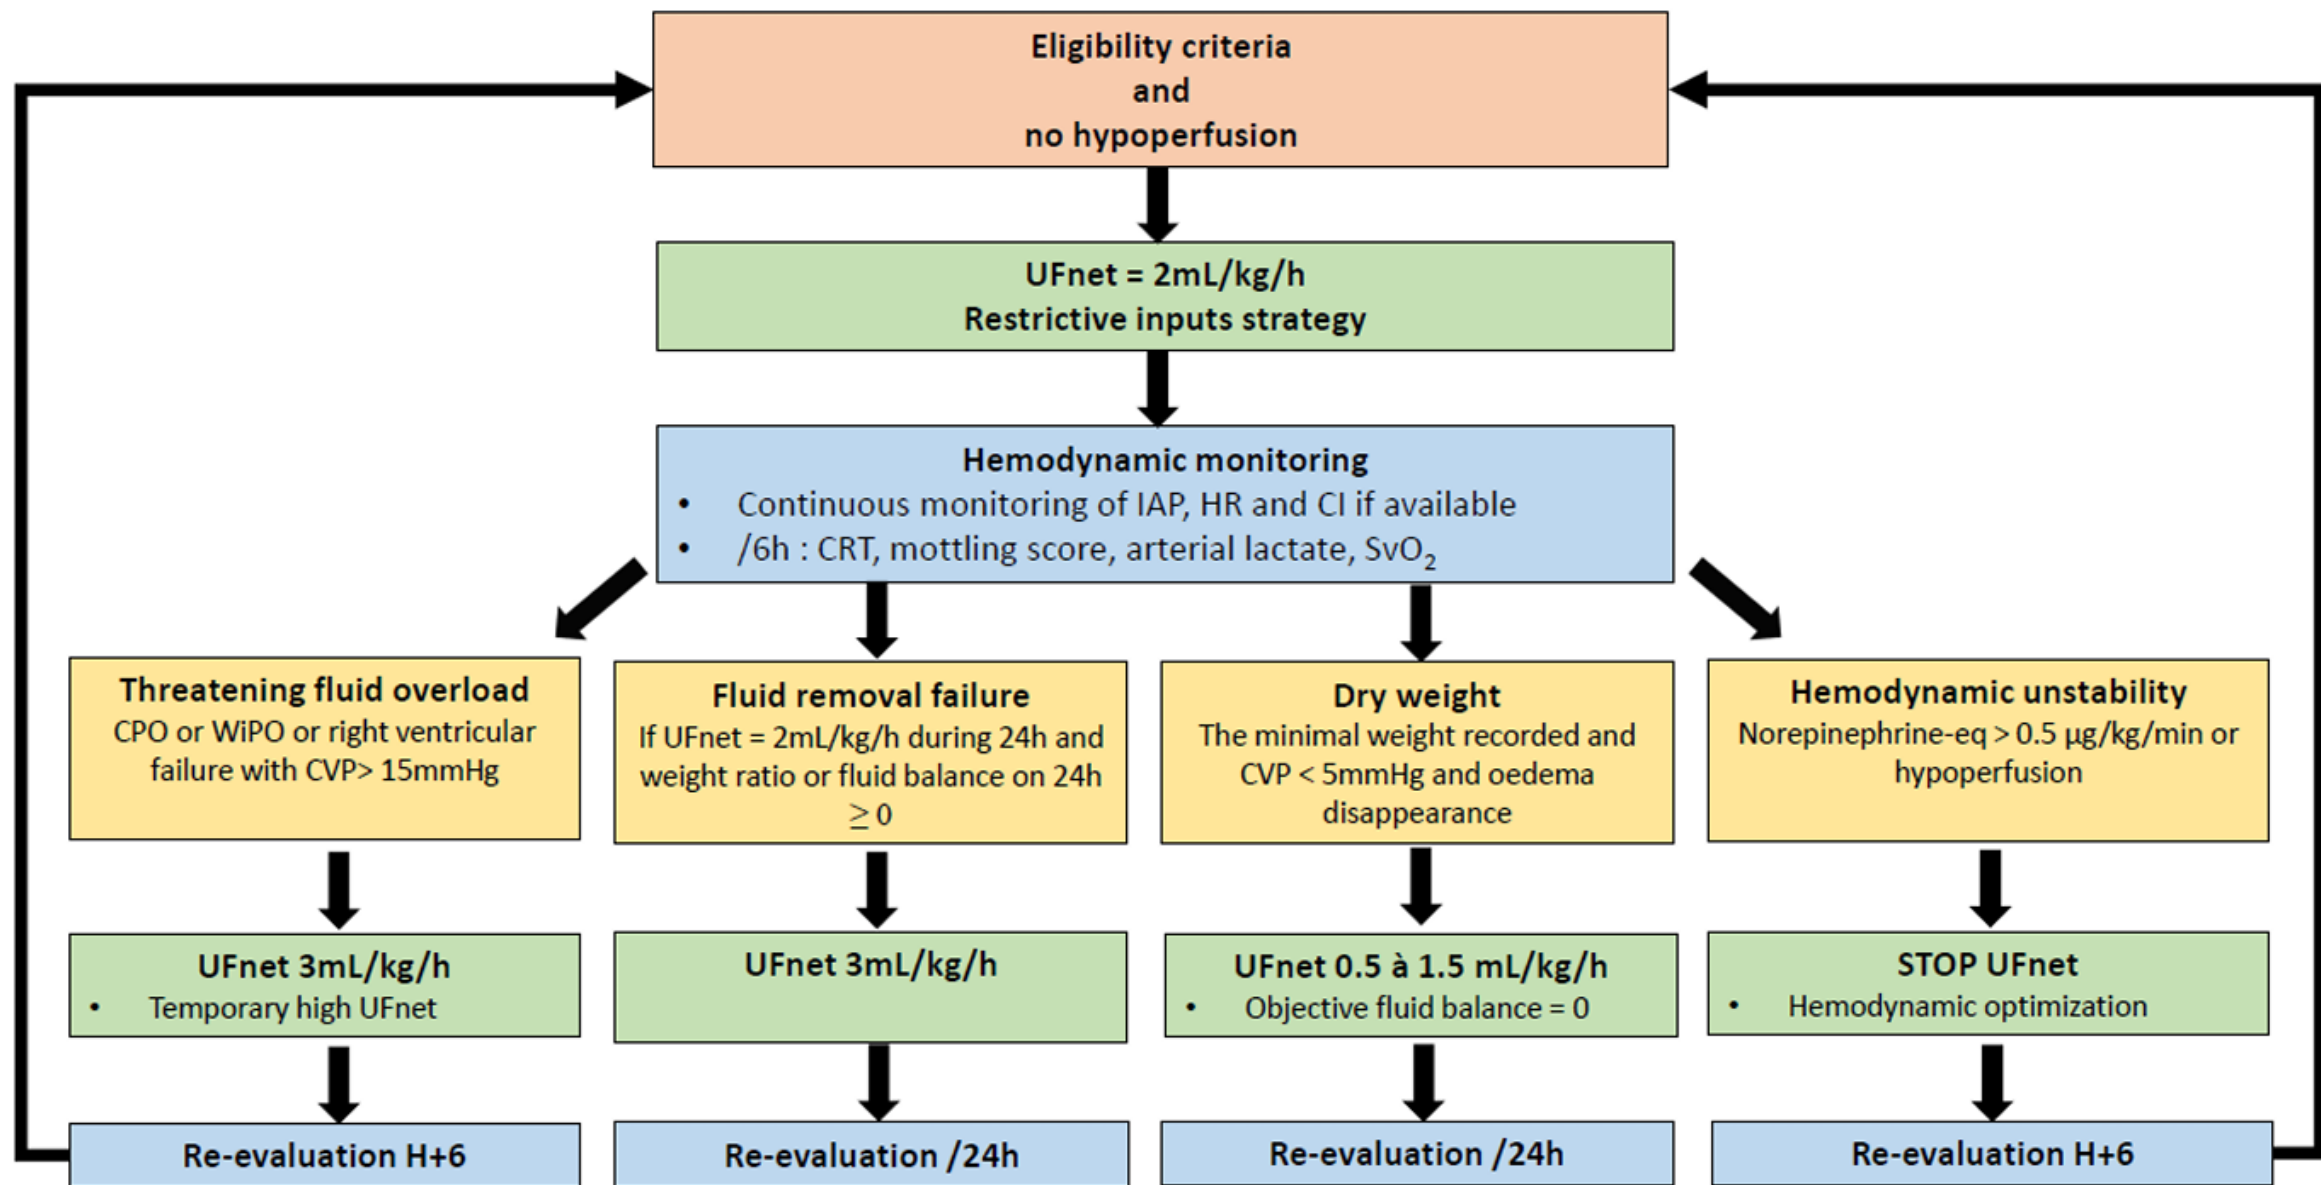 Eligibility criteria
and
no hypoperfusion
UFnet = 2mL/kg/h
Restrictive inputs strategy
Hemodynamic monitoring
• Continuous monitoring of IAP, HR and CI if available
• /6h : CRT, mottling score, arterial lactate, SvO₂
Threatening fluid overload
CPO or WiPO or right ventricular
failure with CVP> 15mmHg
Fluid removal failure
If UFnet = 2mL/kg/h during 24h and
weight ratio or fluid balance on 24h
≥ 0
Dry weight
The minimal weight recorded and
CVP < 5mmHg and oedema
disappearance
Hemodynamic unstability
Norepinephrine-eq > 0.5 µg/kg/min or
hypoperfusion
UFnet 3mL/kg/h
• Temporary high UFnet
UFnet 3mL/kg/h
UFnet 0.5 à 1.5 mL/kg/h
• Objective fluid balance = 0
STOP UFnet
• Hemodynamic optimization
Re-evaluation H+6
Re-evaluation /24h
Re-evaluation /24h
Re-evaluation H+6